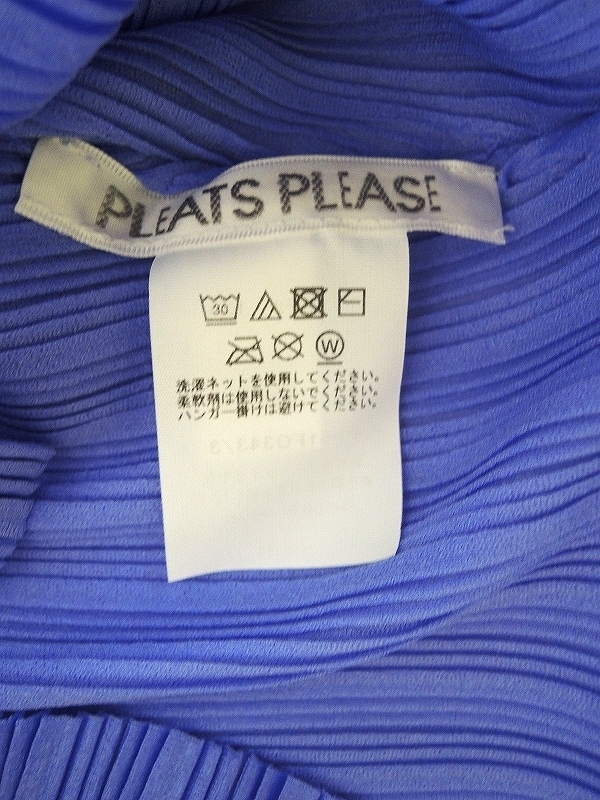 PLEATS PLEASE
30
W
洗濯ネットを使用してください。
柔軟剤は使用しないでください。
ハンガー掛けは避けてください。